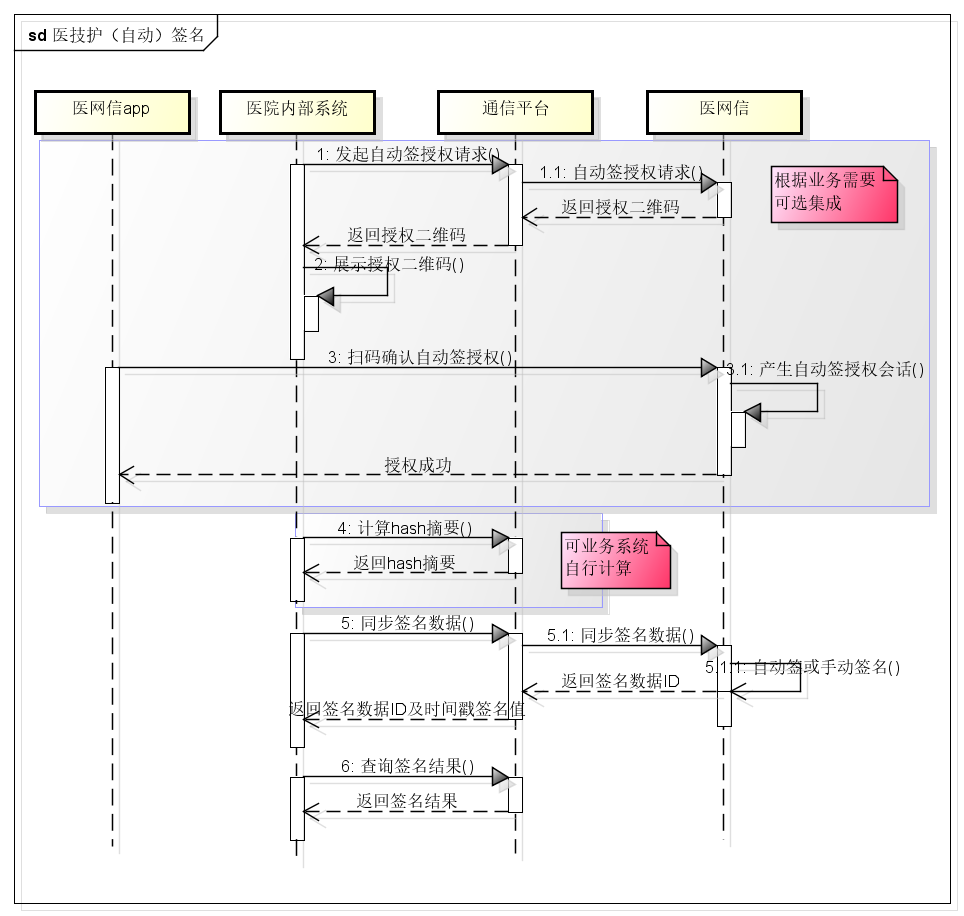 sd 医技护（自动）签名
医网信app
医院内部系统
通信平台
医网信
1: 发起自动签授权请求()
1.1: 自动签授权请求()
根据业务需要
可选集成
返回授权二维码
返回授权二维码
2: 展示授权二维码()
3: 扫码确认自动签授权()
3.1: 产生自动签授权会话()
授权成功
4: 计算hash摘要()
可业务系统
自行计算
返回hash摘要
5: 同步签名数据()
5.1: 同步签名数据()
5.1.1: 自动签或手动签名()
返回签名数据ID
返回签名数据ID及时间戳签名值
6: 查询签名结果()
返回签名结果